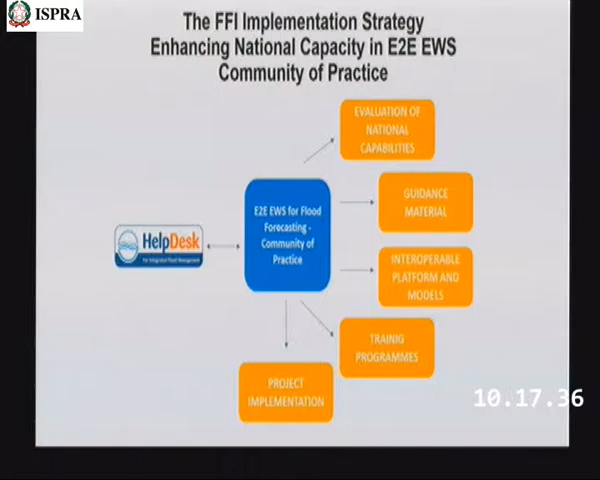 ISPRA
The FFI Implementation Strategy
Enhancing National Capacity in E2E EWS
Community of Practice
EVALUATION OF
NATIONAL
CAPABILITIES
GUIDANCE
MATERIAL
E2E EWS for Flood
Forecasting -
Community of
Practice
HelpDesk
For Integrated Flood Management
INTEROPERABLE
PLATFORM AND
MODELS
TRAINIG
PROGRAMMES
PROJECT
IMPLEMENTATION
10.17.36